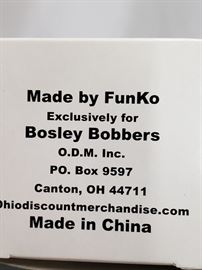 Made by FunKo
Exclusively for
Bosley Bobbers
O.D.M. Inc.
PO. Box 9597
Canton, OH 44711
Ohiodiscountmerchandise.com
Made in China